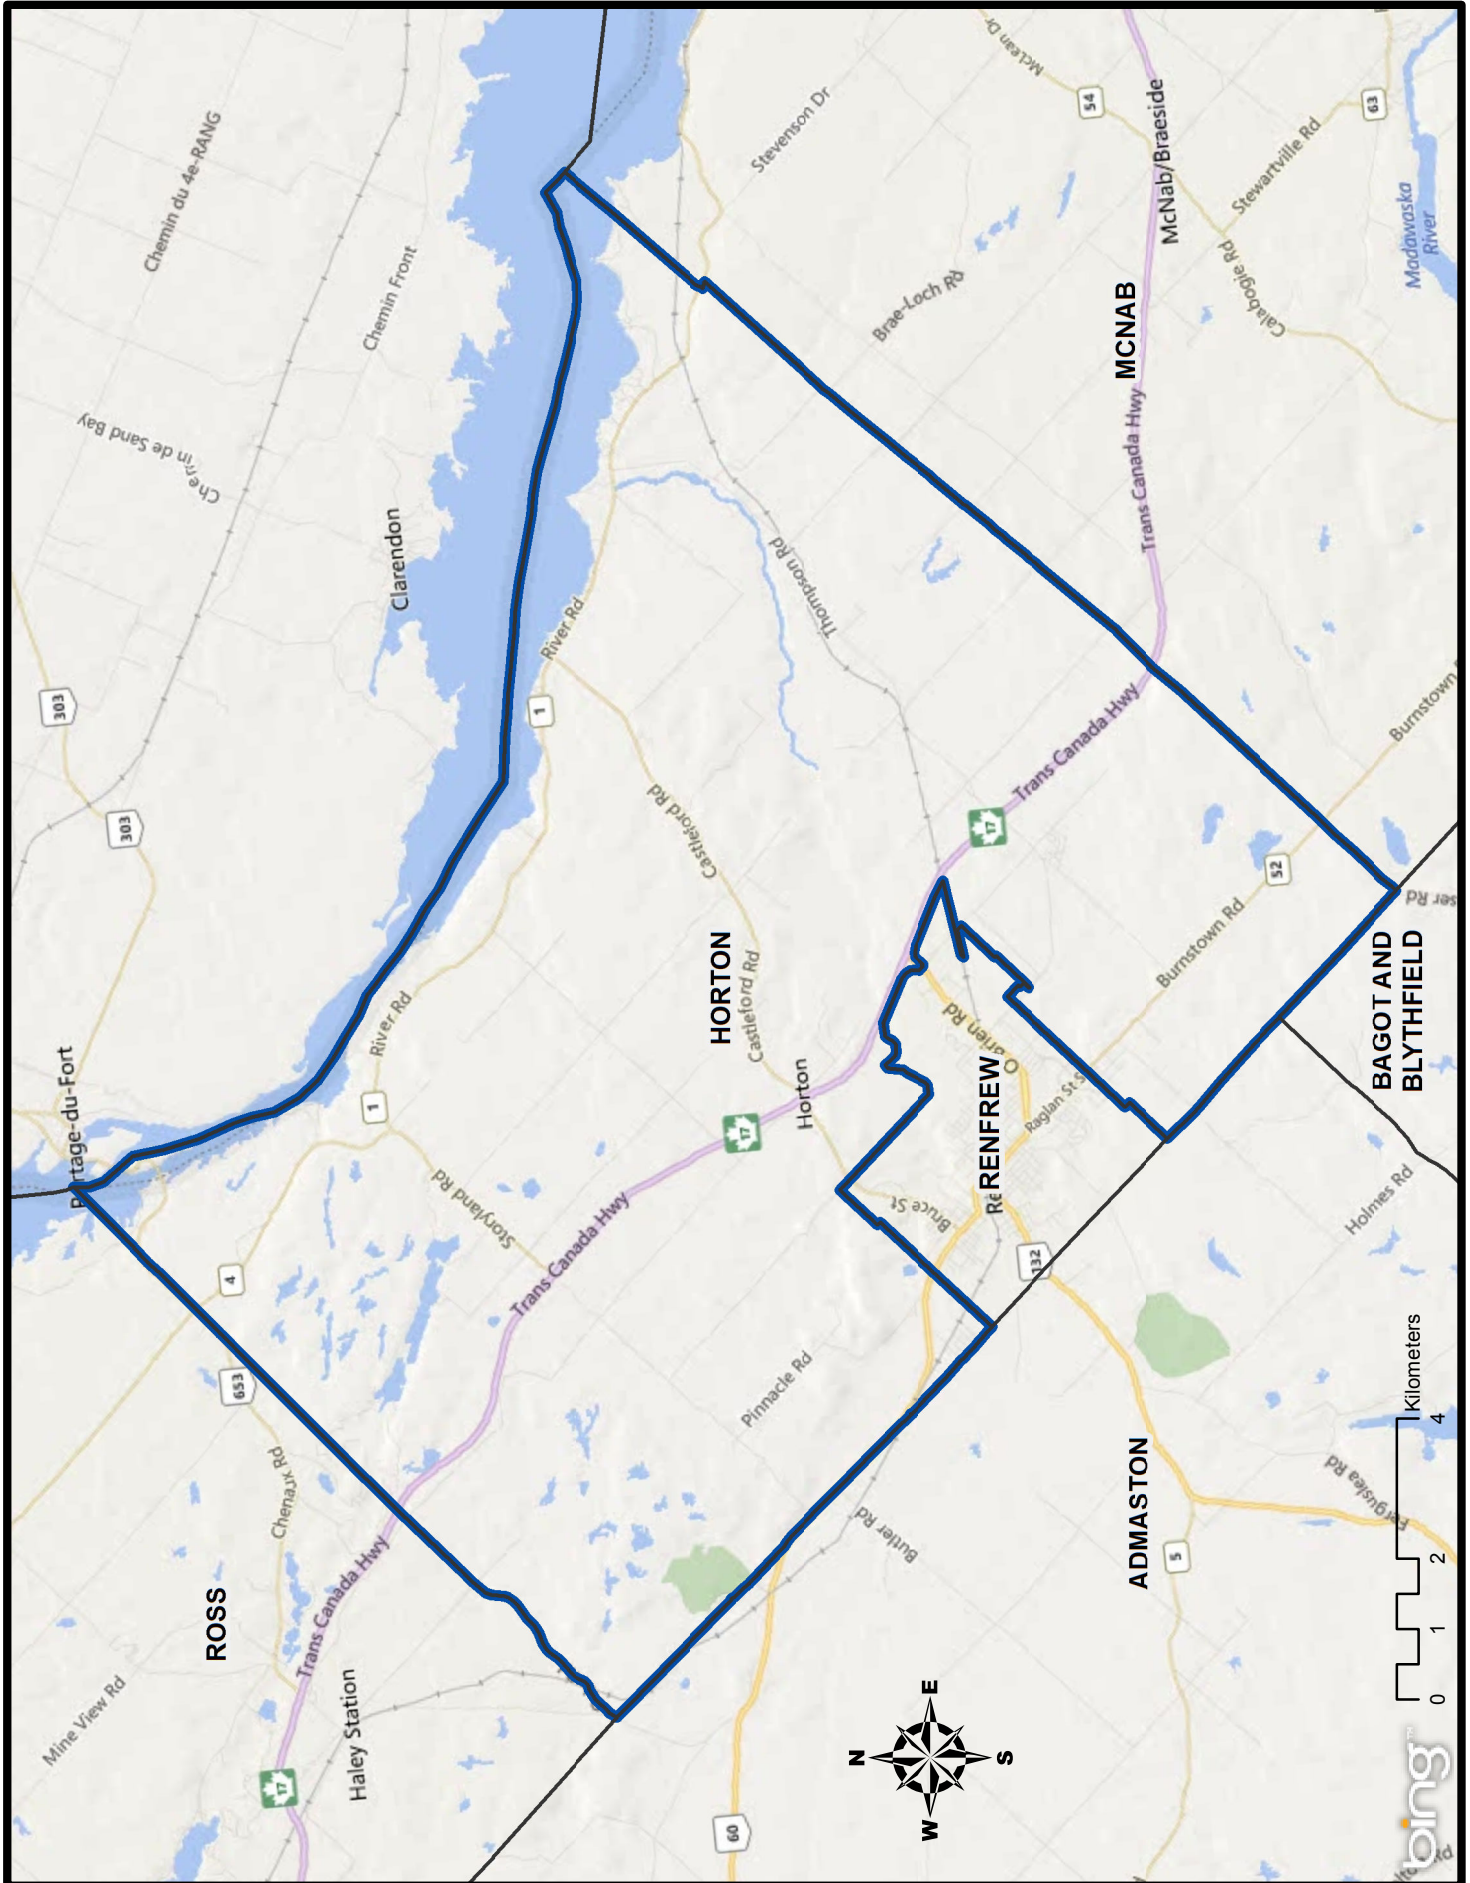 303
Mine View Rd
Portage-du-Fort
Chemin de Sand Bay
303
Chemin du 4e-RANG
ROSS
653
4
17
Chenaux Rd
Trans Canada Hwy
Haley Station
1
River Rd
Clarendon
Chemin Front
Storyland Rd
Trans Canada Hwy
1
River Rd
Castleford Rd
60
17
HORTON
Castleford Rd
Pinnacle Rd
Horton
Thompson Rd
Stevenson Dr
Butler Rd
Bruce St
Brae-Loch Rd
N
W
E
S
O'Brien Rd
RENFREW
17
132
Raglan St S
Trans Canada Hwy
McLean Dr
54
MCNAB
Trans Canada Hwy
McNab/Braeside
ADMASTON
5
Burnstown Rd
52
Calabogie Rd
Stewartville Rd
63
Holmes Rd
Ferguslea Rd
BAGOT AND
BLYTHFIELD
Burnstown
Madawaska
River
Kilometers
0
1
2
4
bing™